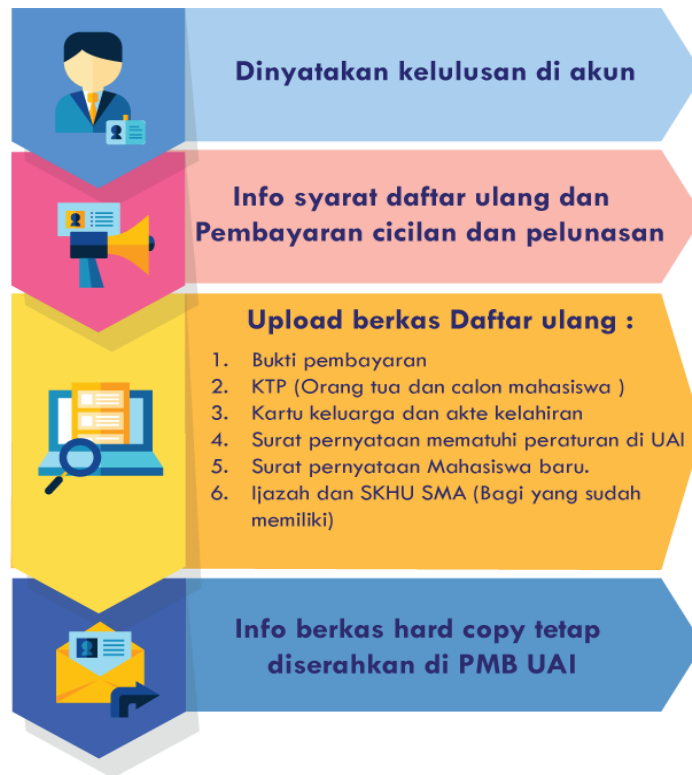 Dinyatakan kelulusan di akun
Info syarat daftar ulang dan
Pembayaran cicilan dan pelunasan
Upload berkas Daftar ulang :
1. Bukti pembayaran
2. KTP (Orang tua dan calon mahasiswa )
3. Kartu keluarga dan akte kelahiran
4. Surat pernyataan mematuhi peraturan di UAI
5. Surat pernyataan Mahasiswa baru.
6. Ijazah dan SKHU SMA (Bagi yang sudah
memiliki)
Info berkas hard copy tetap
diserahkan di PMB UAI